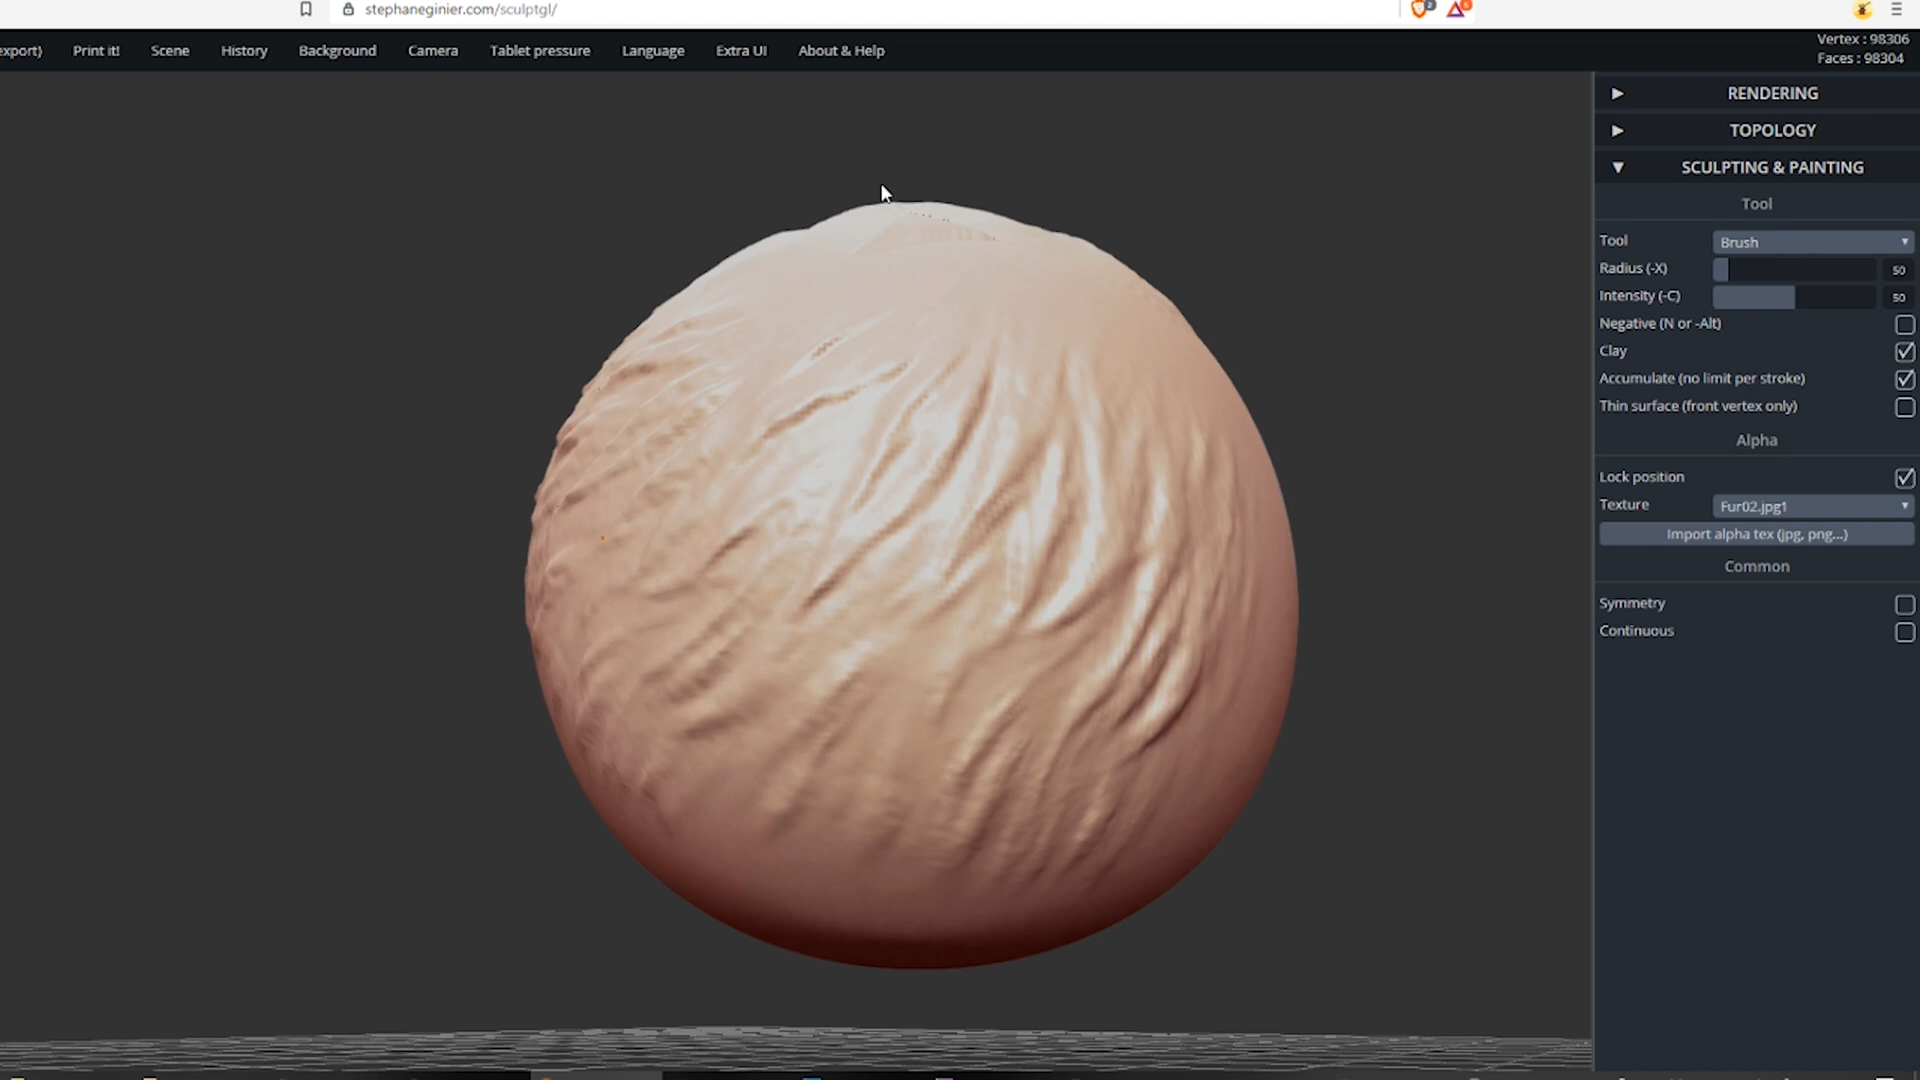 stephaneginier.com/sculptgl/
2
export) Print it! Scene History Background Camera Tablet pressure Language Extra UI About & Help
Vertex : 98306
Faces : 98304
RENDERING
TOPOLOGY
SCULPTING & PAINTING
Tool
Tool Brush
Radius (-X) 50
Intensity (-C) 50
Negative (N or -Alt)
Clay
Accumulate (no limit per stroke)
Thin surface (front vertex only)
Alpha
Lock position
Texture Fur02.jpg1
Import alpha tex (jpg, png...)
Common
Symmetry
Continuous